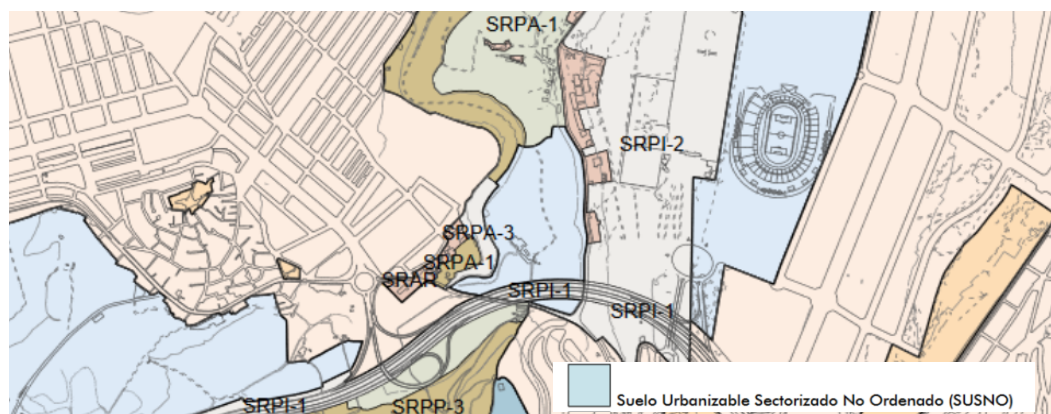 SRPA-1
SRPI-2
SRPA-3
SRPA-1
SRAR
SRPI-1
SRPI-1
SRPI-1
SRPP-3
Suelo Urbanizable Sectorizado No Ordenado (SUSNO)